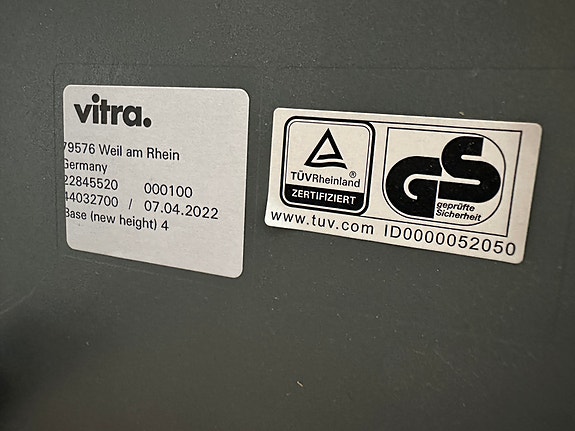 vitra.
79576 Weil am Rhein
Germany
22845520 000100
44032700 / 07.04.2022
Base (new height) 4
TÜVRheinland ®
ZERTIFIZIERT
GS
geprüfte
Sicherheit
www.tuv.com ID0000052050